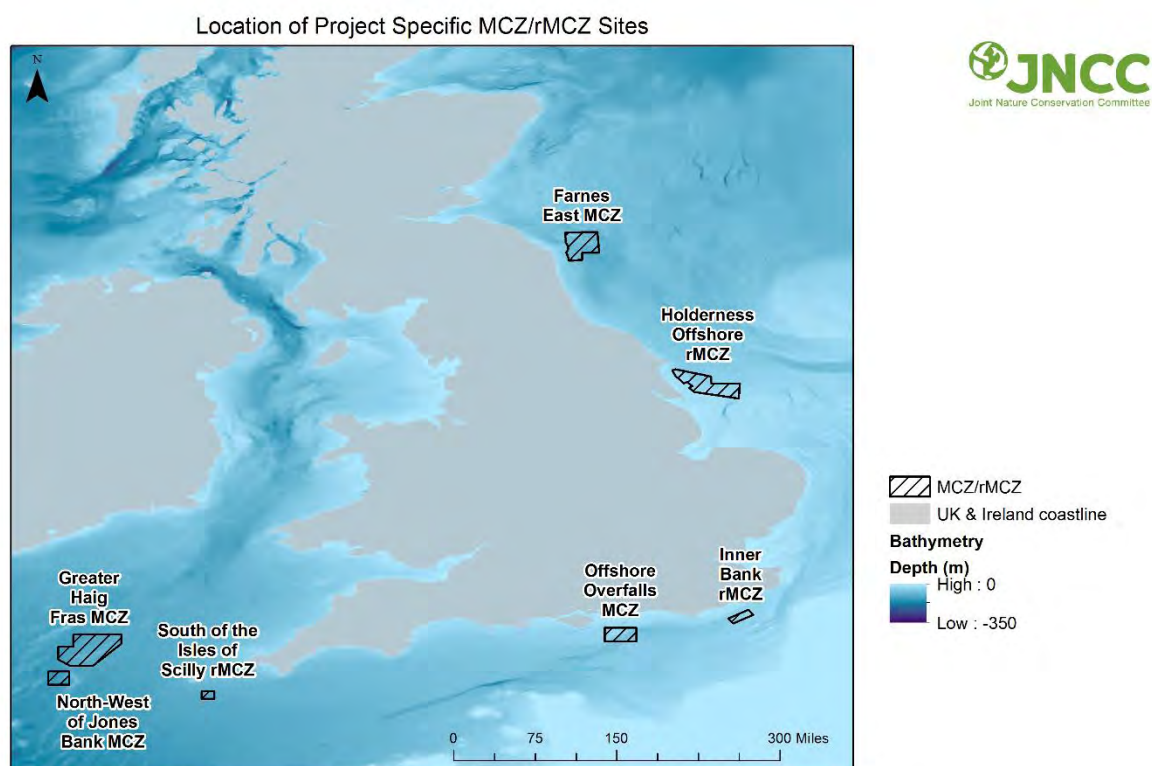 Location of Project Specific MCZ/rMCZ Sites
N
JNCC
Joint Nature Conservation Committee
Farnes
East MCZ
Holderness
Offshore
rMCZ
Greater
Haig
Fras MCZ
South of the
Isles of
Scilly rMCZ
North-West
of Jones
Bank MCZ
Offshore
Overfalls
MCZ
Inner
Bank
rMCZ
0 75 150 300 Miles
MCZ/rMCZ
UK & Ireland coastline
Bathymetry
Depth (m)
High : 0
Low : -350